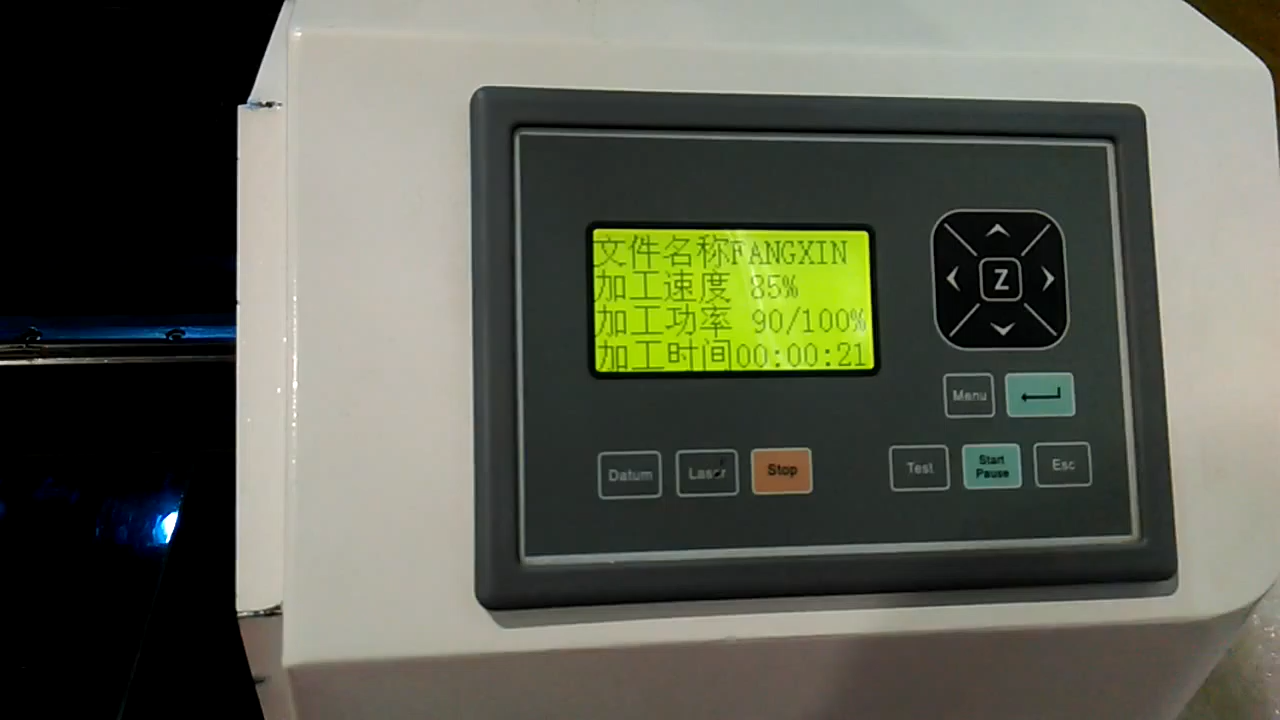 文件名称FANGXIN
加工速度 85%
加工功率 90/100%
加工时间00:00:21
Z
Menu
Datum
Laser
Stop
Test
Start
Pause
Esc